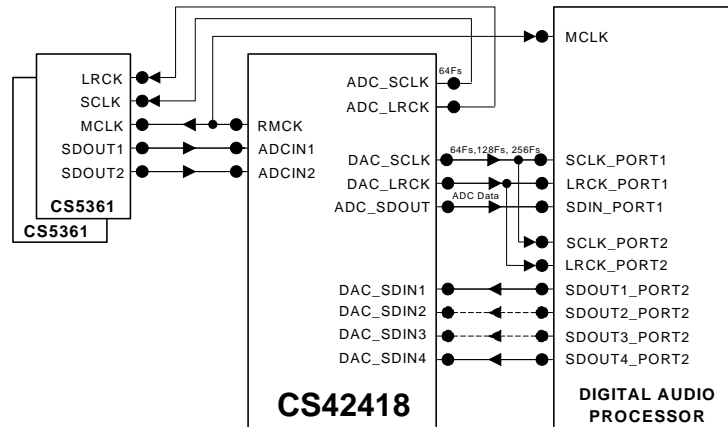 LRCK
SCLK
MCLK
SDOUT1
SDOUT2
CS5361
CS5361
64Fs
ADC_SCLK
ADC_LRCK
RMCK
ADCIN1
ADCIN2
DAC_SCLK
DAC_LRCK
ADC_SDOUT
DAC_SDIN1
DAC_SDIN2
DAC_SDIN3
DAC_SDIN4
CS42418
64Fs,128Fs, 256Fs
ADC Data
MCLK
SCLK_PORT1
LRCK_PORT1
SDIN_PORT1
SCLK_PORT2
LRCK_PORT2
SDOUT1_PORT2
SDOUT2_PORT2
SDOUT3_PORT2
SDOUT4_PORT2
DIGITAL AUDIO
PROCESSOR